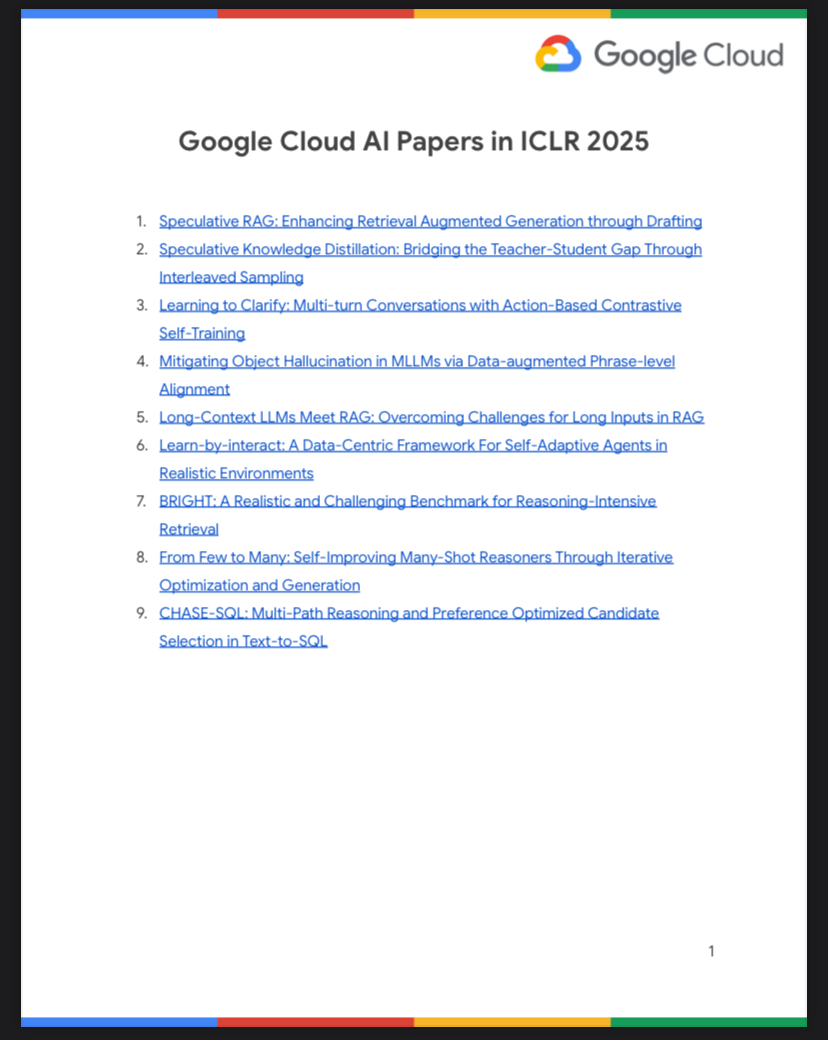 Google Cloud
Google Cloud AI Papers in ICLR 2025
1. Speculative RAG: Enhancing Retrieval Augmented Generation through Drafting
2. Speculative Knowledge Distillation: Bridging the Teacher-Student Gap Through
Interleaved Sampling
3. Learning to Clarify: Multi-turn Conversations with Action-Based Contrastive
Self-Training
4. Mitigating Object Hallucination in MLLMs via Data-augmented Phrase-level
Alignment
5. Long-Context LLMs Meet RAG: Overcoming Challenges for Long Inputs in RAG
6. Learn-by-interact: A Data-Centric Framework For Self-Adaptive Agents in
Realistic Environments
7. BRIGHT: A Realistic and Challenging Benchmark for Reasoning-Intensive
Retrieval
8. From Few to Many: Self-Improving Many-Shot Reasoners Through Iterative
Optimization and Generation
9. CHASE-SQL: Multi-Path Reasoning and Preference Optimized Candidate
Selection in Text-to-SQL
1